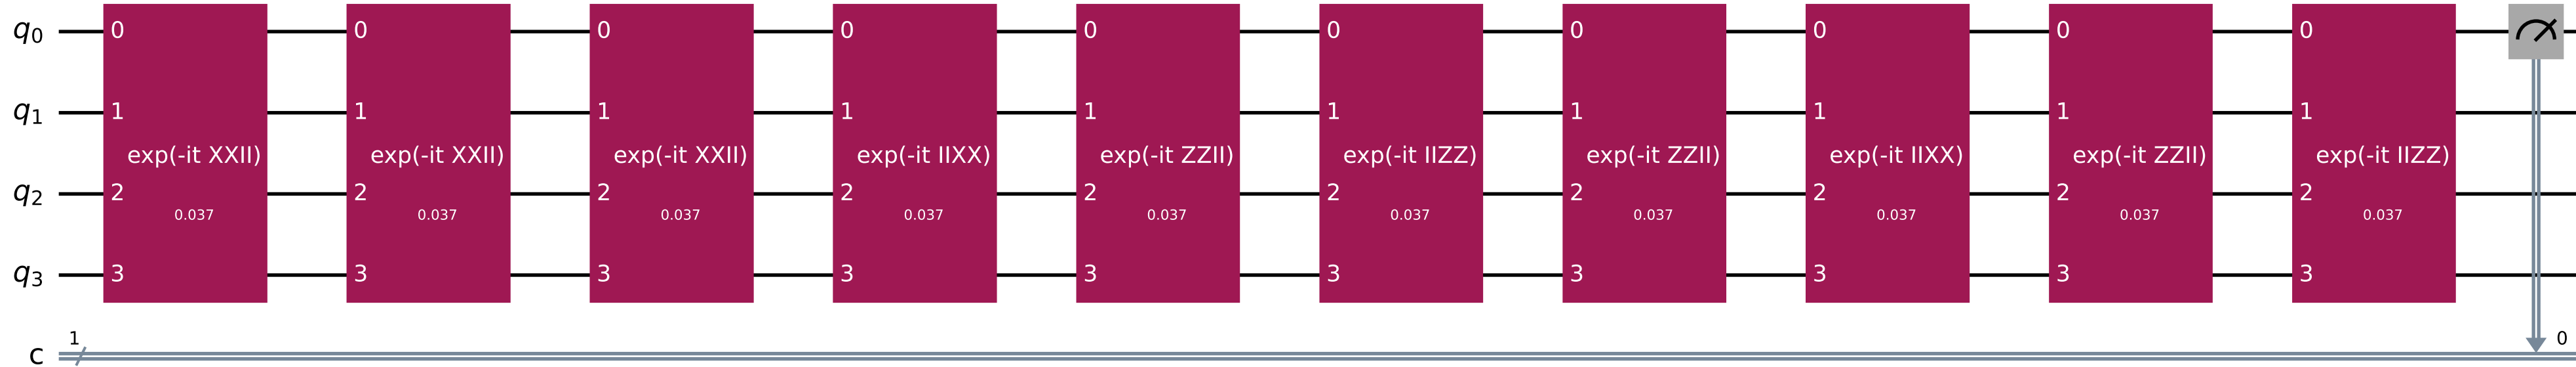 q0 0 0 0 0 0 0 0 0 0 0
q1 1 1 1 1 1 1 1 1 1 1
exp(-it XXII) exp(-it XXII) exp(-it XXII) exp(-it IIXX) exp(-it ZZII) exp(-it IIZZ) exp(-it ZZII) exp(-it IIXX) exp(-it ZZII) exp(-it IIZZ)
q2 2 2 2 2 2 2 2 2 2 2
0.037 0.037 0.037 0.037 0.037 0.037 0.037 0.037 0.037 0.037
q3 3 3 3 3 3 3 3 3 3 3
1 0
c